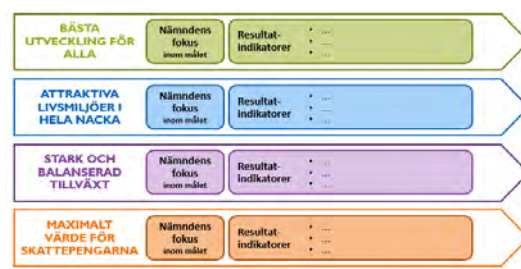 BÄSTA
UTVECKLING FÖR
ALLA
Nämndens
fokus
inom målet
Resultat-
indikatorer
• ...
• ...
• ...
ATTRAKTIVA
LIVSMILJÖER I
HELA NACKA
Nämndens
fokus
inom målet
Resultat-
indikatorer
• ...
• ...
• ...
STARK OCH
BALANSERAD
TILLVÄXT
Nämndens
fokus
inom målet
Resultat-
indikatorer
• ...
• ...
• ...
MAXIMALT
VÄRDE FÖR
SKATTEPENGARNA
Nämndens
fokus
inom målet
Resultat-
indikatorer
• ...
• ...
• ...